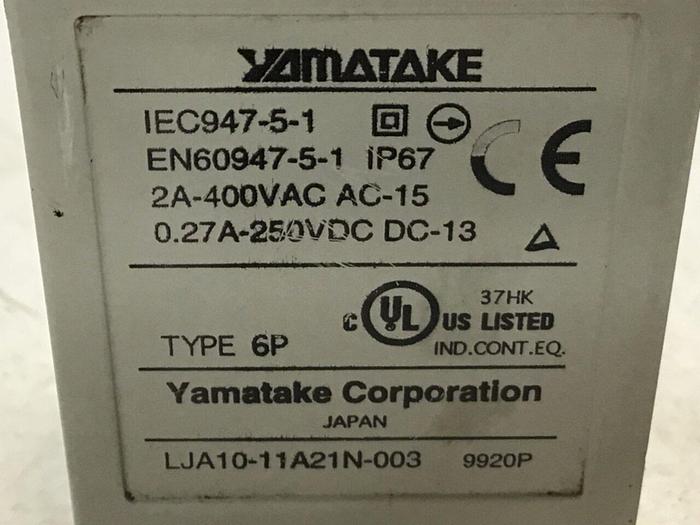 YAMATAKE
IEC947-5-1
EN60947-5-1 IP67
CE
2A-400VAC AC-15
0.27A-250VDC DC-13
C UL US LISTED
37HK
IND.CONT.EQ.
TYPE 6P
Yamatake Corporation
JAPAN
LJA10-11A21N-003 9920P